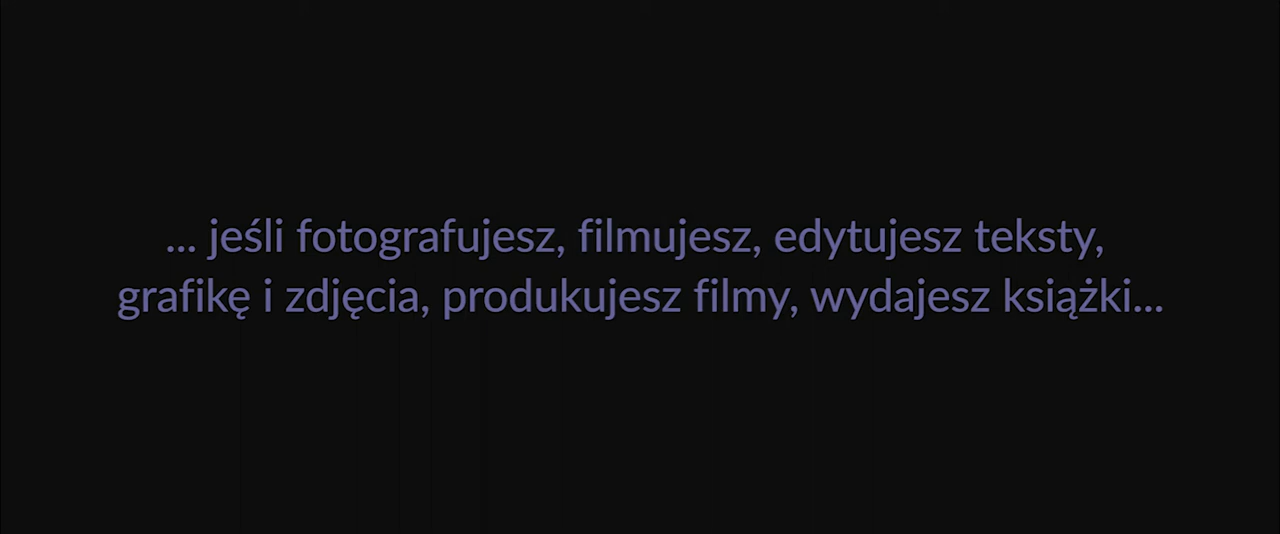 ... jeśli fotografujesz, filmujesz, edytujesz teksty,
grafikę i zdjęcia, produkujesz filmy, wydajesz książki...